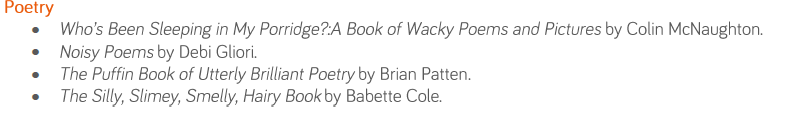 Poetry
• Who's Been Sleeping in My Porridge?:A Book of Wacky Poems and Pictures by Colin McNaughton.
• Noisy Poems by Debi Gliori.
• The Puffin Book of Utterly Brilliant Poetry by Brian Patten.
• The Silly, Slimey, Smelly, Hairy Book by Babette Cole.